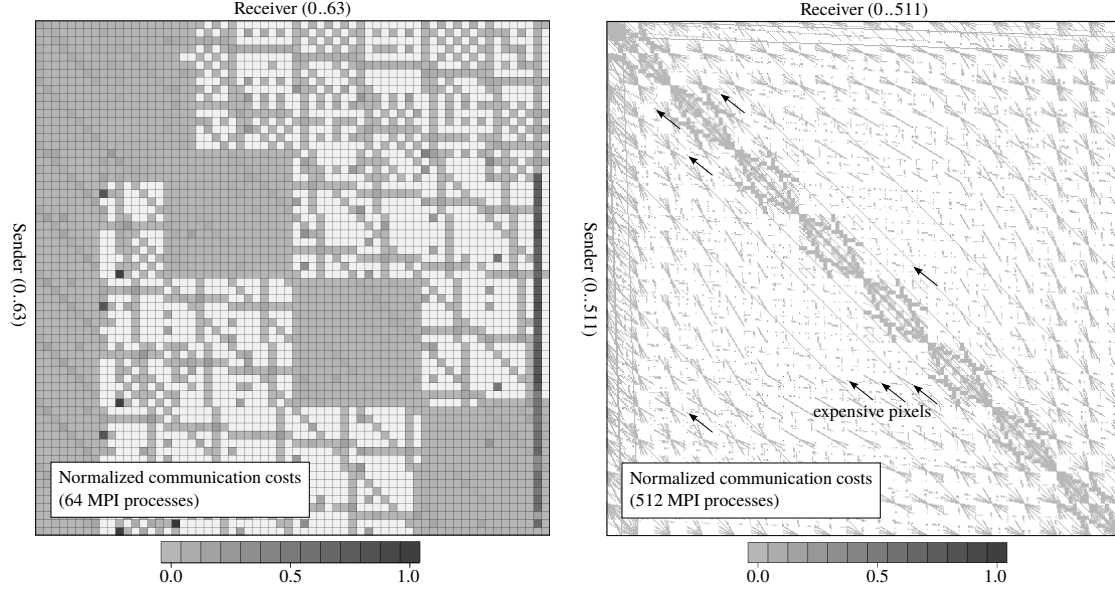 Receiver (0..63)
Sender (0..63)
Normalized communication costs
(64 MPI processes)
0.0 0.5 1.0
Receiver (0..511)
Sender (0..511)
expensive pixels
Normalized communication costs
(512 MPI processes)
0.0 0.5 1.0